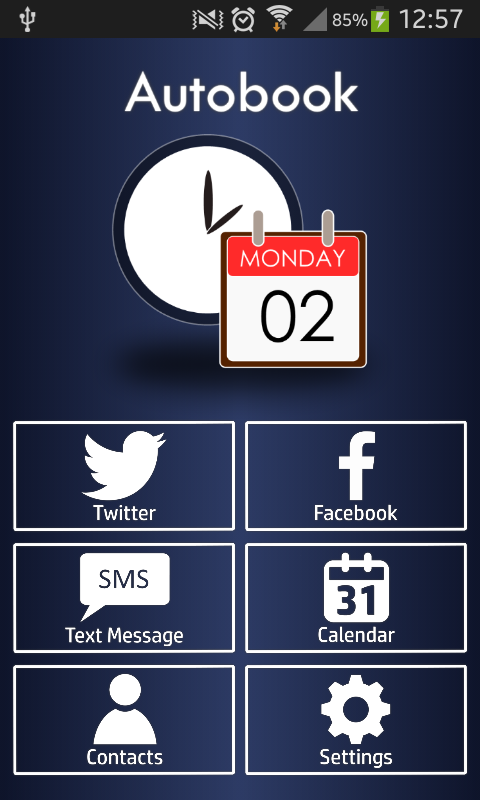 85% 12:57
Autobook
MONDAY
02
Twitter
Facebook
SMS
Text Message
31
Calendar
Contacts
Settings